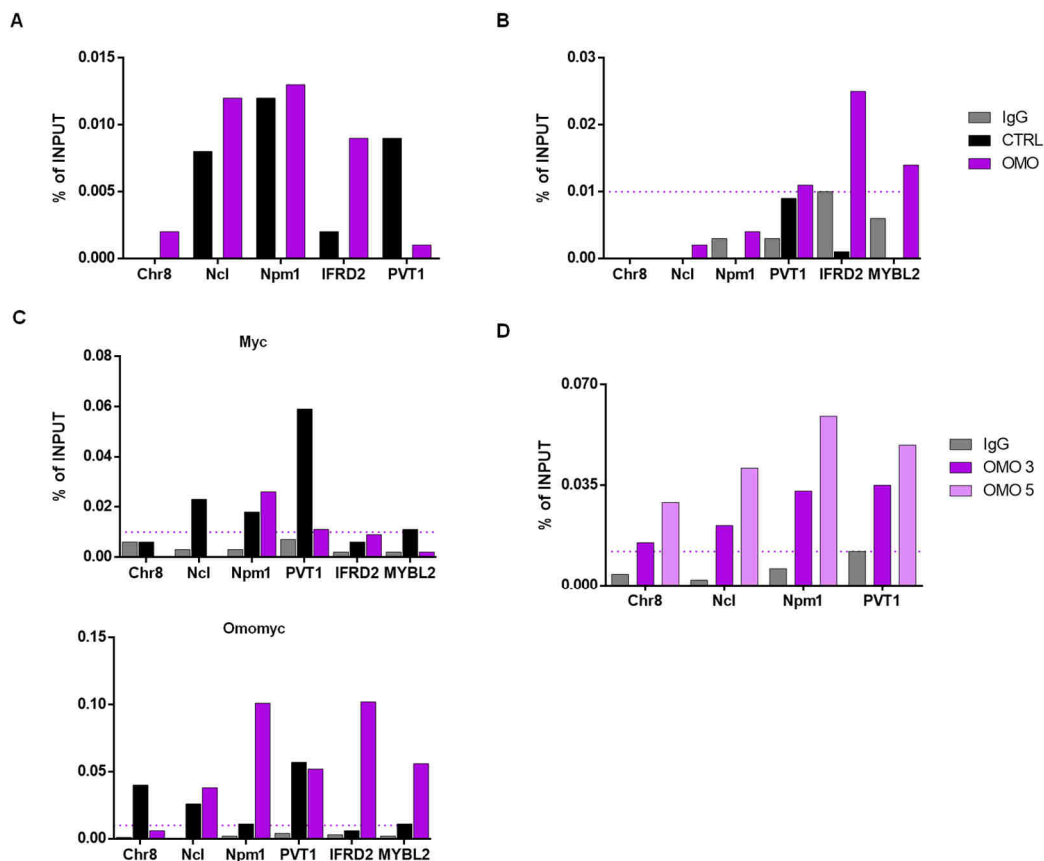 A
0.015
0.010
0.005
0.000
% of INPUT
Chr8 Ncl Npm1 IFRD2 PVT1
B
0.03
0.02
0.01
0.00
% of INPUT
Chr8 Ncl Npm1 PVT1 IFRD2 MYBL2
IgG
CTRL
OMO
C
Myc
0.08
0.06
0.04
0.02
0.00
% of INPUT
Chr8 Ncl Npm1 PVT1 IFRD2 MYBL2
Omomyc
0.15
0.10
0.05
0.00
% of INPUT
Chr8 Ncl Npm1 PVT1 IFRD2 MYBL2
D
0.070
0.035
0.000
% of INPUT
Chr8 Ncl Npm1 PVT1
IgG
OMO 3
OMO 5